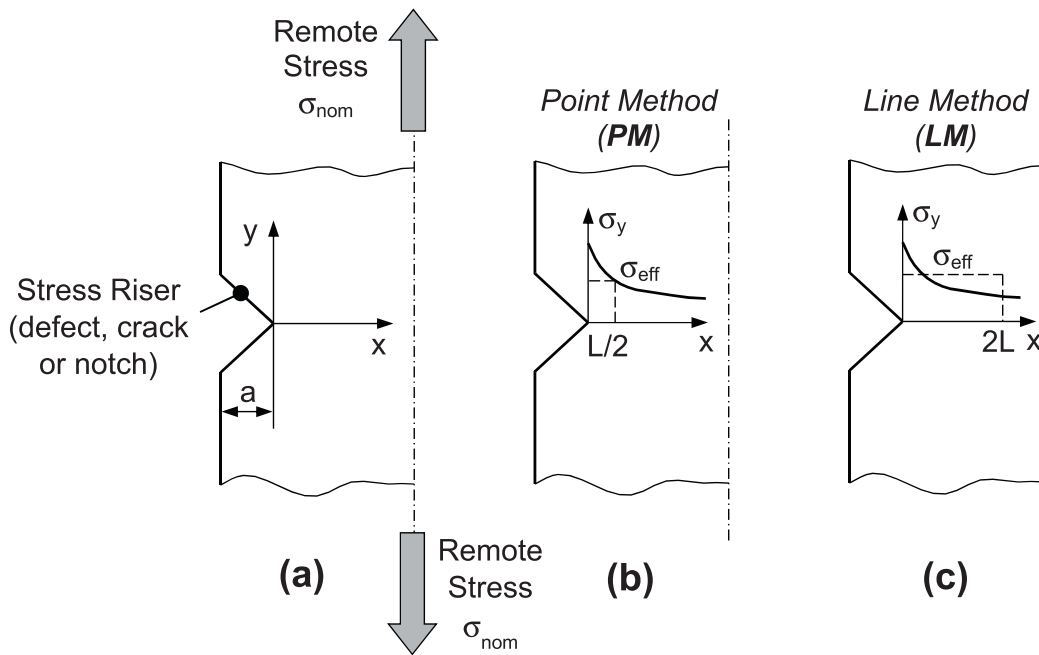 Remote
Stress
σnom
Point Method
(PM)
Line Method
(LM)
y
x
Stress Riser
(defect, crack
or notch)
a
σy
σeff
L/2
x
σy
σeff
2L
x
Remote
Stress
σnom
(a)
(b)
(c)